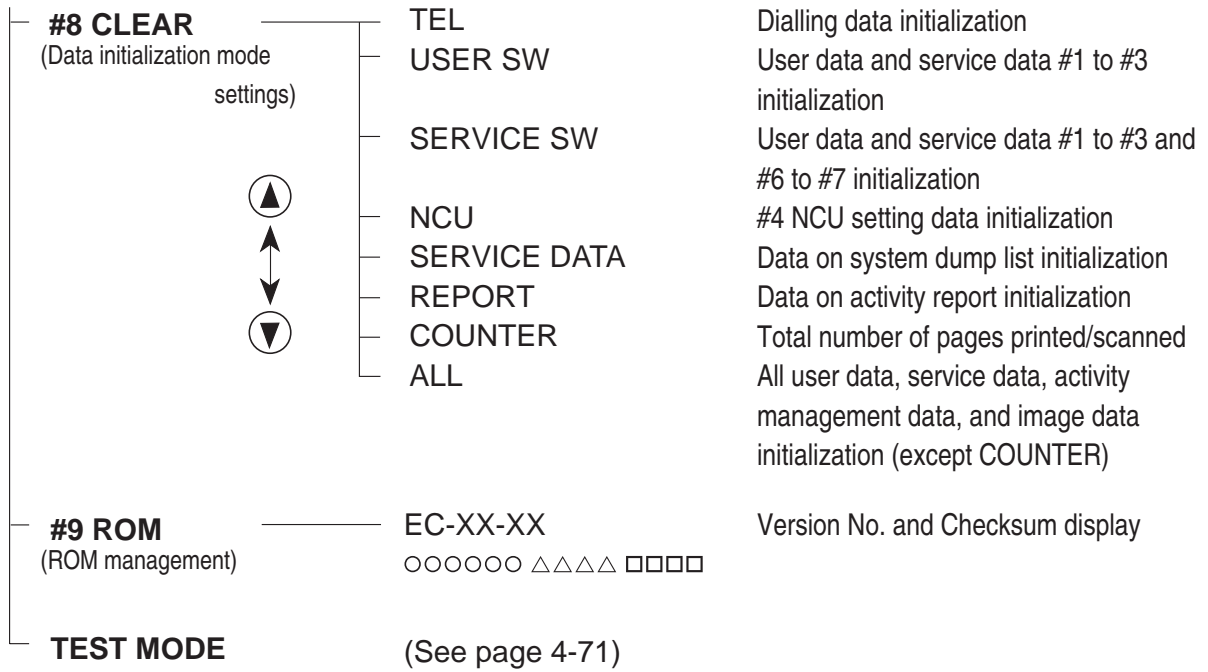 #8 CLEAR TEL Dialling data initialization
(Data initialization mode USER SW User data and service data #1 to #3
settings) initialization
SERVICE SW User data and service data #1 to #3 and
#6 to #7 initialization
NCU #4 NCU setting data initialization
SERVICE DATA Data on system dump list initialization
REPORT Data on activity report initialization
COUNTER Total number of pages printed/scanned
ALL All user data, service data, activity
management data, and image data
initialization (except COUNTER)
#9 ROM EC-XX-XX Version No. and Checksum display
(ROM management) ○○○○○○ △△△△ □□□□
TEST MODE (See page 4-71)